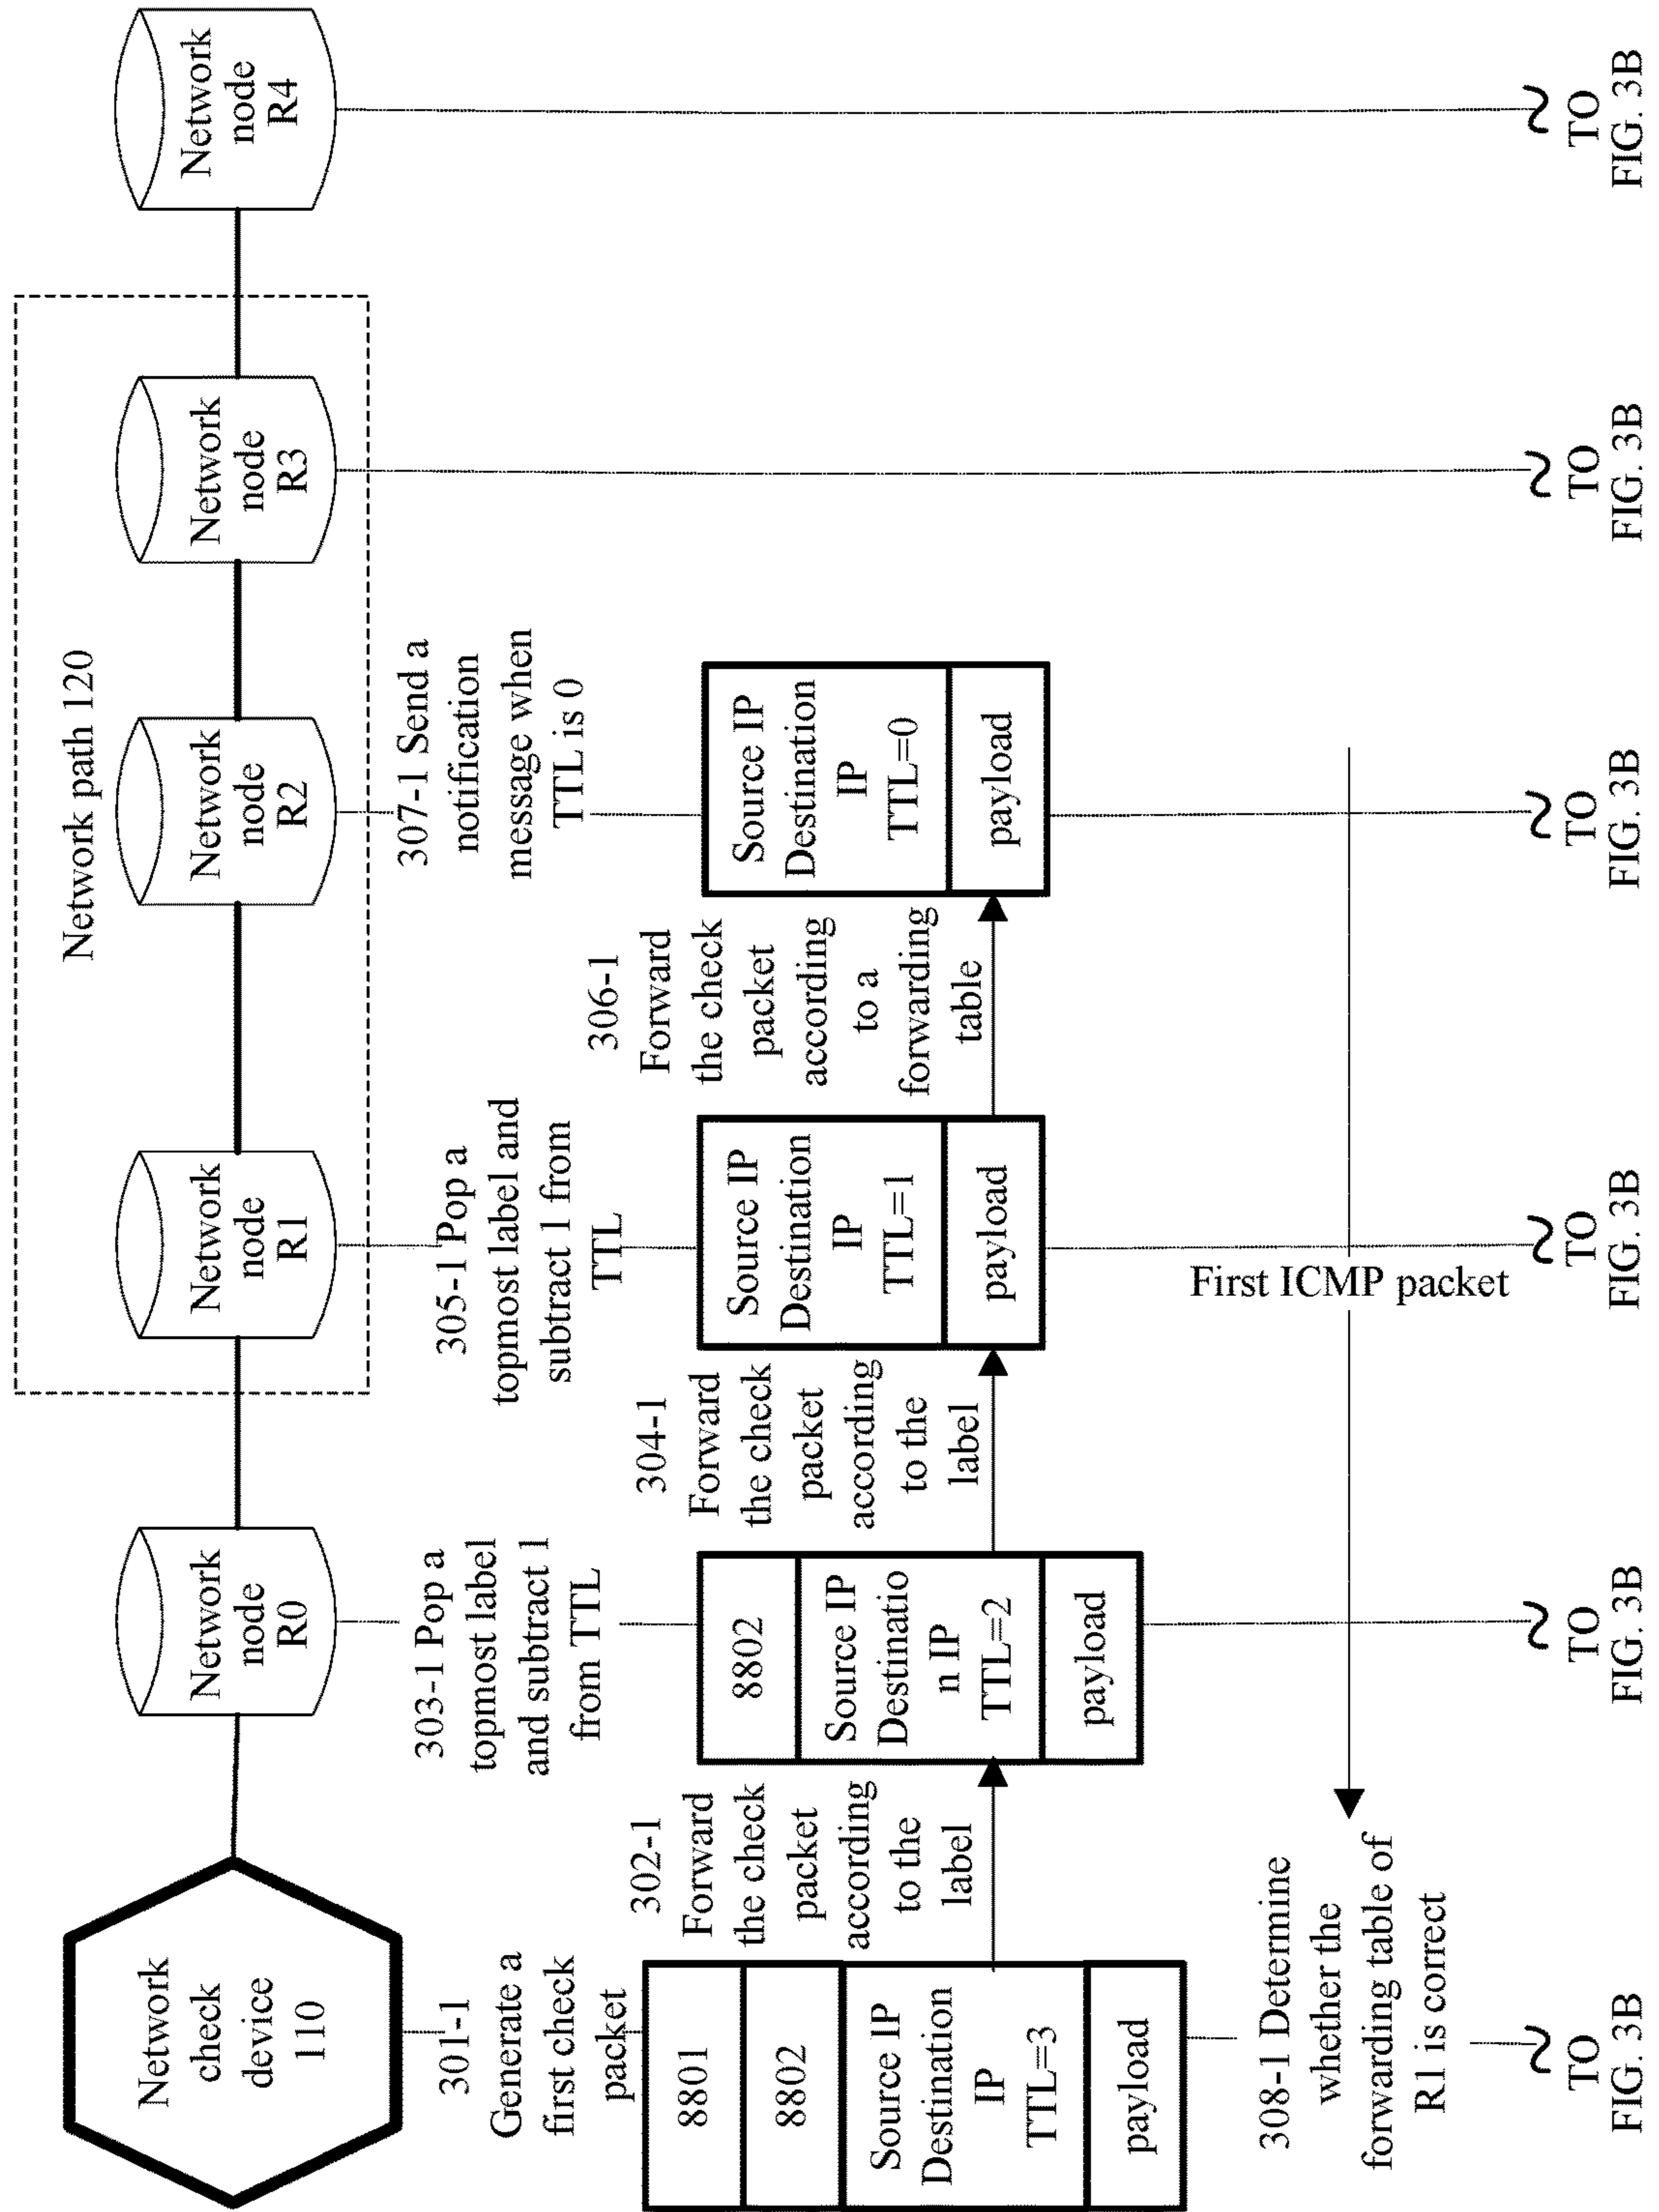 Network path 120
Network
check
device
110
Network
node
R0
Network
node
R1
Network
node
R2
Network
node
R3
Network
node
R4
301-1
Generate a
first check
packet
303-1 Pop a
topmost label
and subtract 1
from TTL
305-1 Pop a
topmost label and
subtract 1 from
TTL
307-1 Send a
notification
message when
TTL is 0
8801
8802
Source IP
Destination
IP
TTL=3
payload
302-1
Forward
the check
packet
according
to the
label
8802
Source IP
Destinatio
n IP
TTL=2
payload
304-1
Forward
the check
packet
according
to the
label
Source IP
Destination
IP
TTL=1
payload
306-1
Forward
the check
packet
according
to a
forwarding
table
Source IP
Destination
IP
TTL=0
payload
First ICMP packet
308-1 Determine
whether the
forwarding table of
R1 is correct
TO
FIG. 3B
TO
FIG. 3B
TO
FIG. 3B
TO
FIG. 3B
TO
FIG. 3B
TO
FIG. 3B